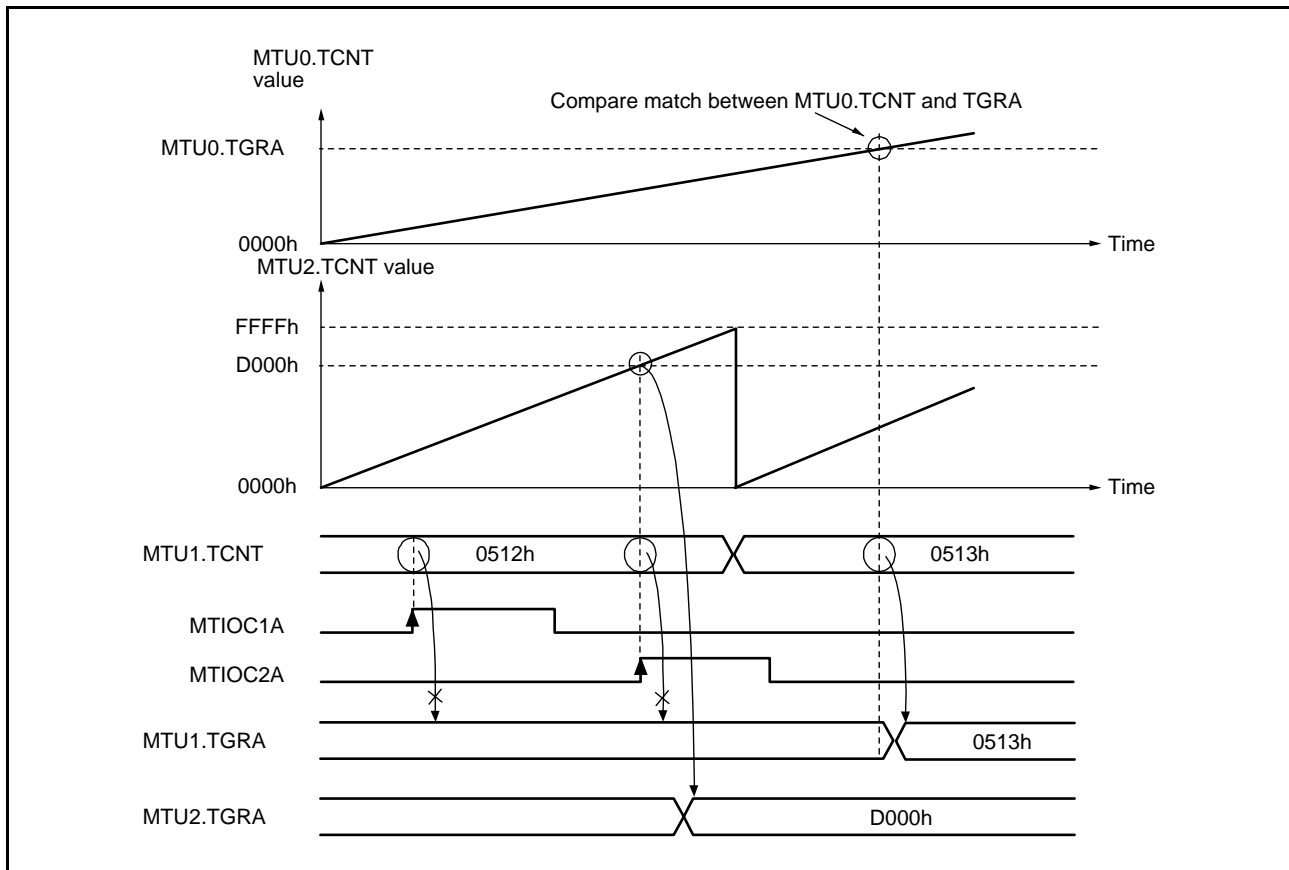 MTU0.TCNT
value
Compare match between MTU0.TCNT and TGRA
MTU0.TGRA
0000h
Time
MTU2.TCNT value
FFFFh
D000h
0000h
Time
MTU1.TCNT
0512h
0513h
MTIOC1A
MTIOC2A
MTU1.TGRA
0513h
MTU2.TGRA
D000h